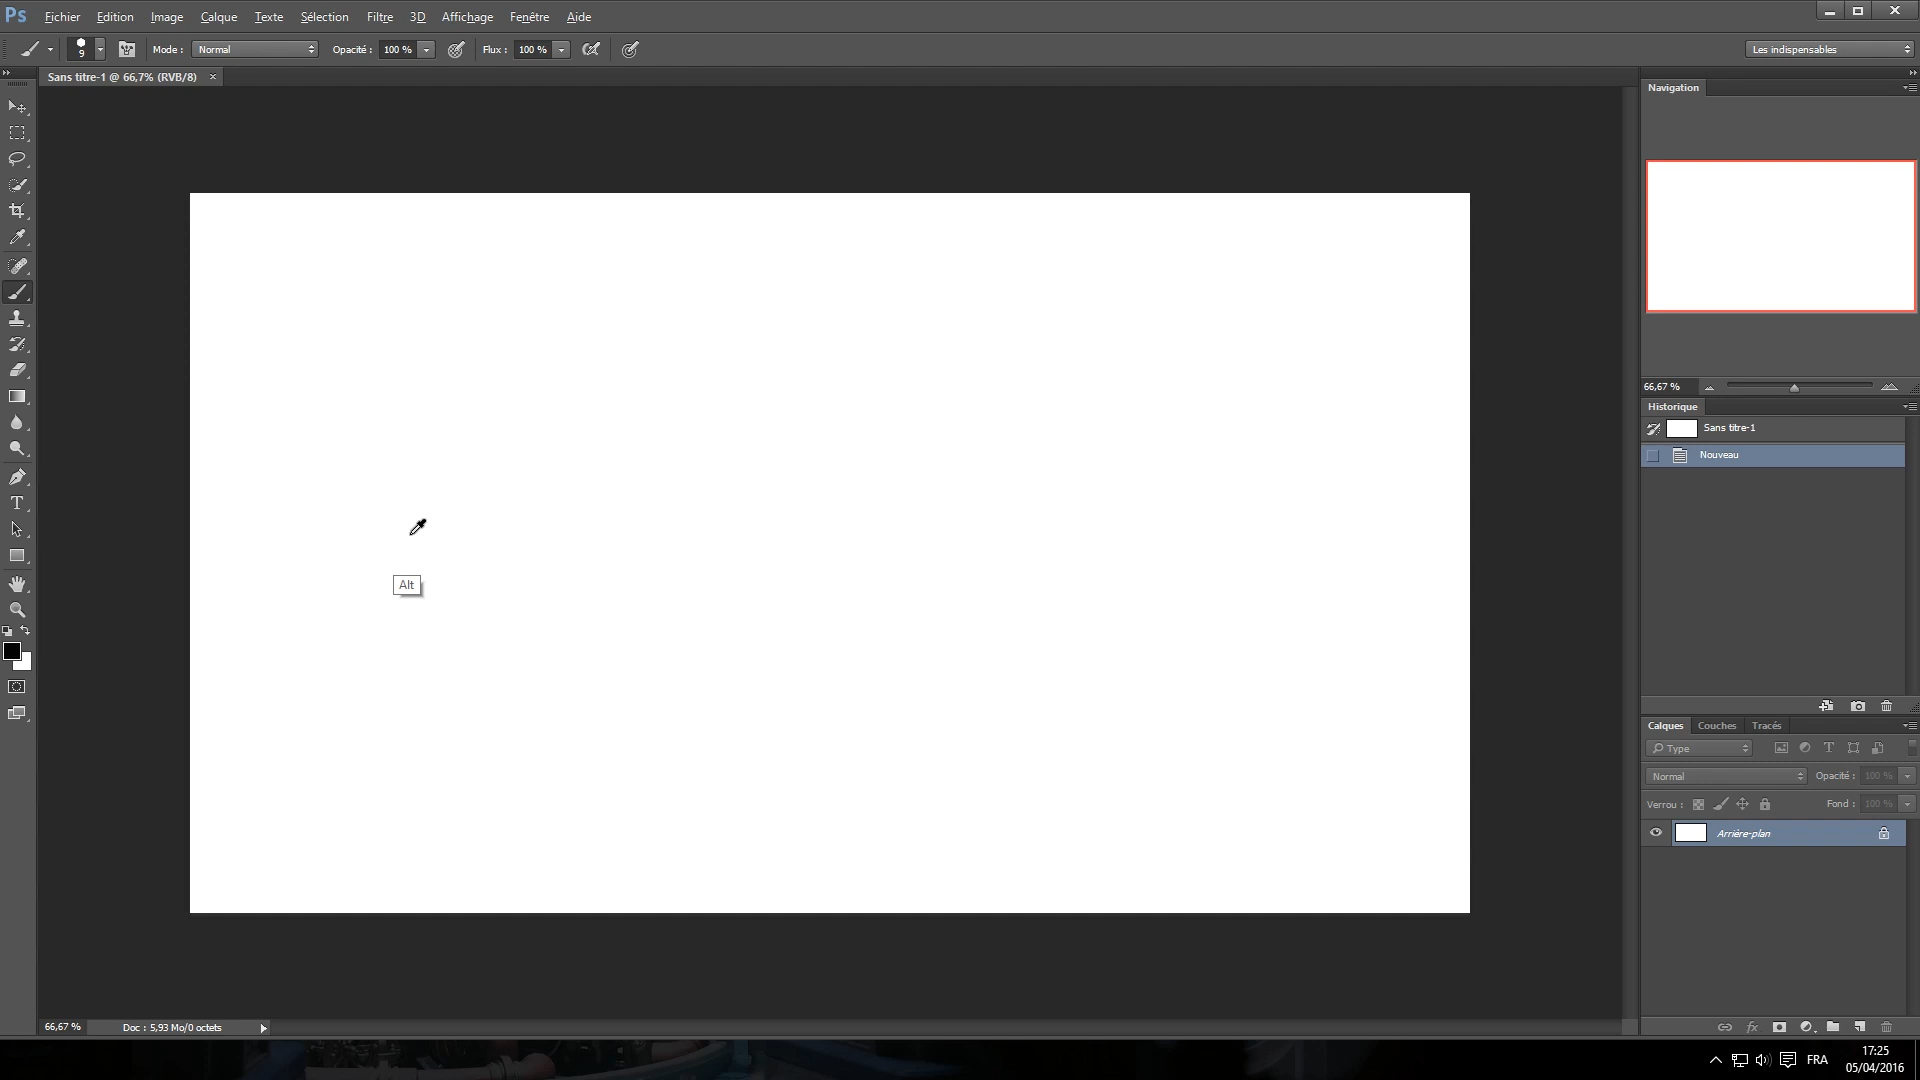 Ps Fichier Edition Image Calque Texte Sélection Filtre 3D Affichage Fenêtre Aide
9 Mode : Normal Opacité : 100 % Flux : 100 % Les indispensables
Sans titre-1 @ 66,7% (RVB/8) ×
Navigation
66,67 %
Historique
Sans titre-1
Nouveau
Alt
Calques Couches Tracés
Type
Normal Opacité : 100 %
Verrou : Fond : 100 %
Arrière-plan
66,67 % Doc : 5,93 Mo/0 octets
FRA
17:25
05/04/2016